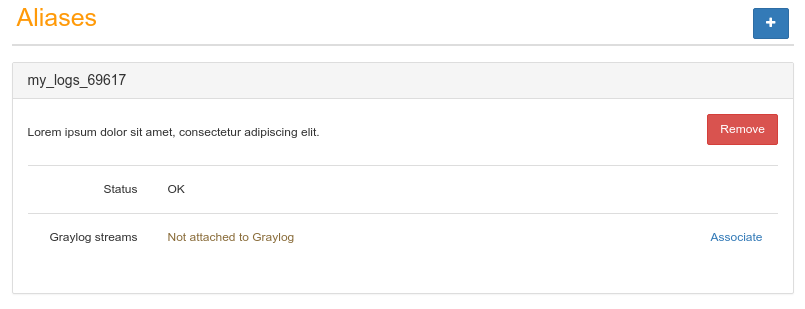 Aliases
+
my_logs_69617
Lorem ipsum dolor sit amet, consectetur adipiscing elit.
Remove
Status OK
Graylog streams Not attached to Graylog Associate